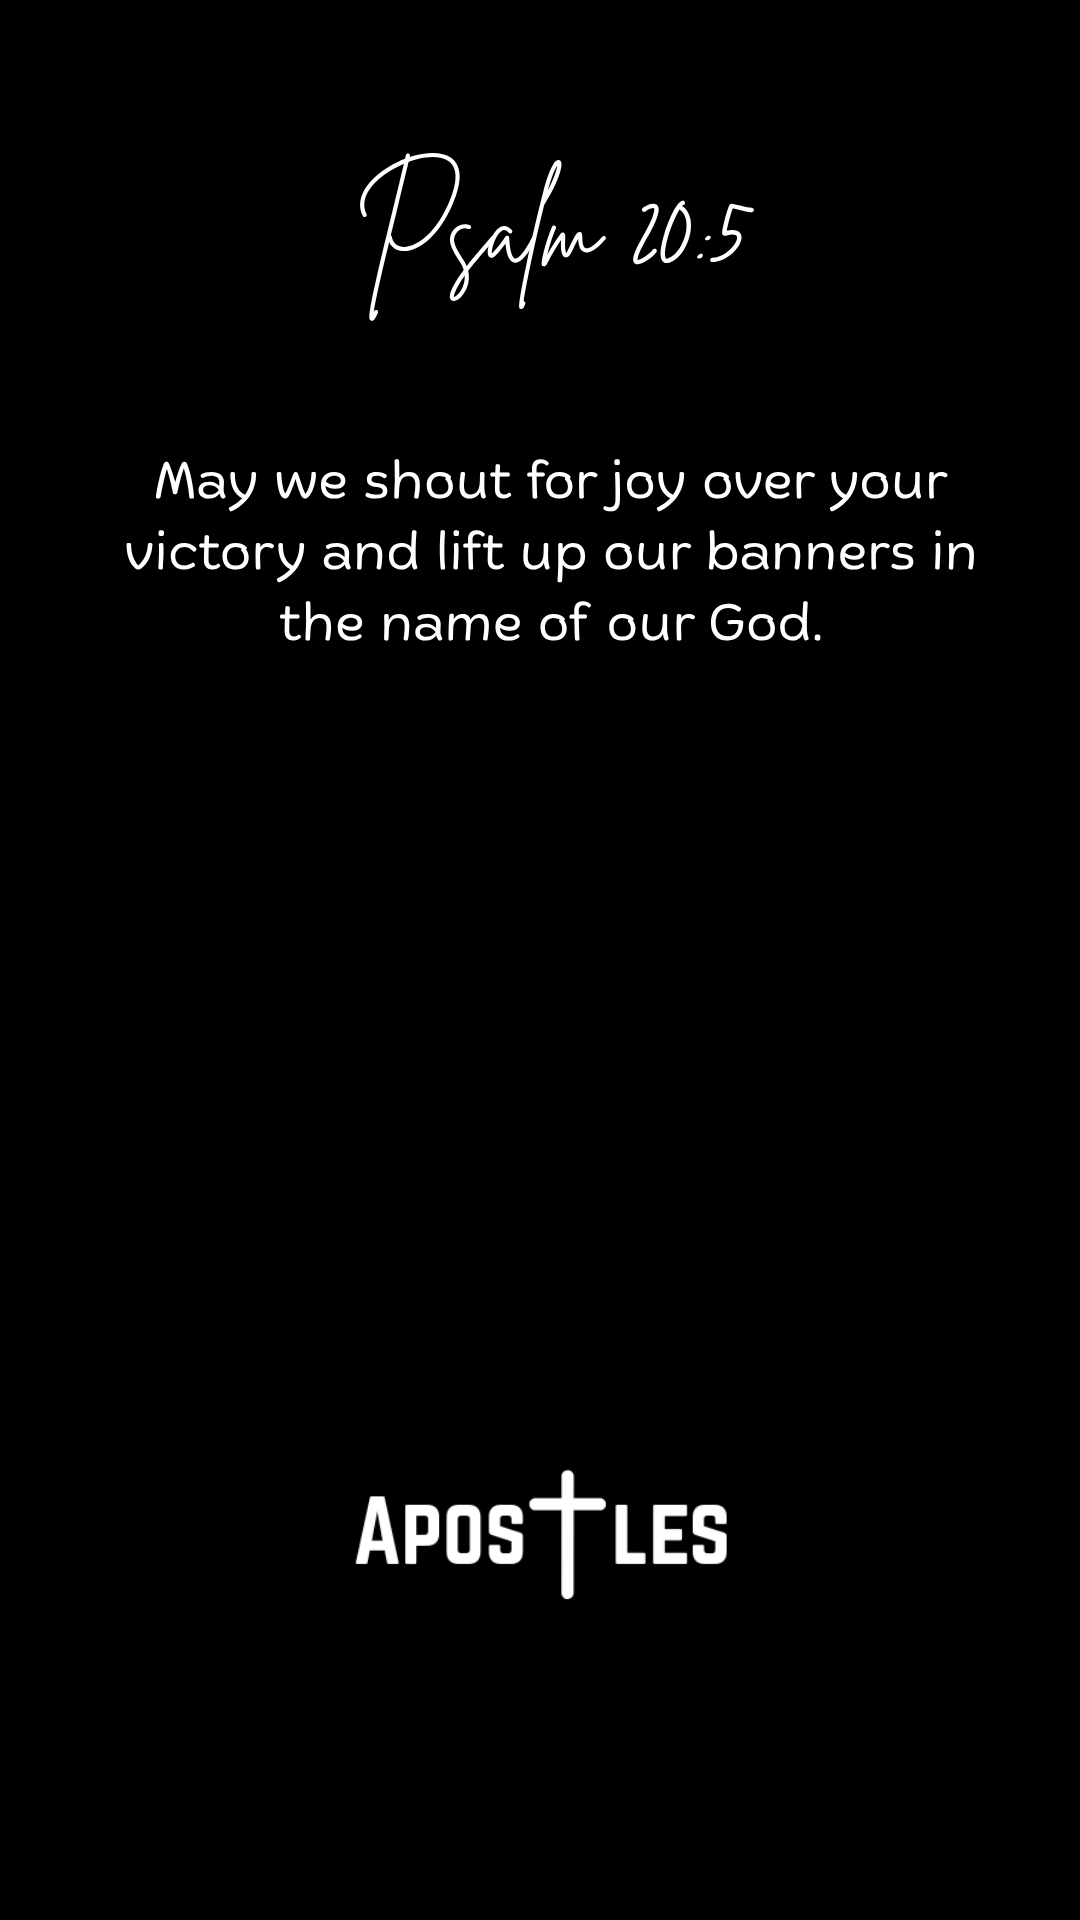 Psalm 20:5
May we shout for joy over your
victory and lift up our banners in
the name of our God.
APOSTLES